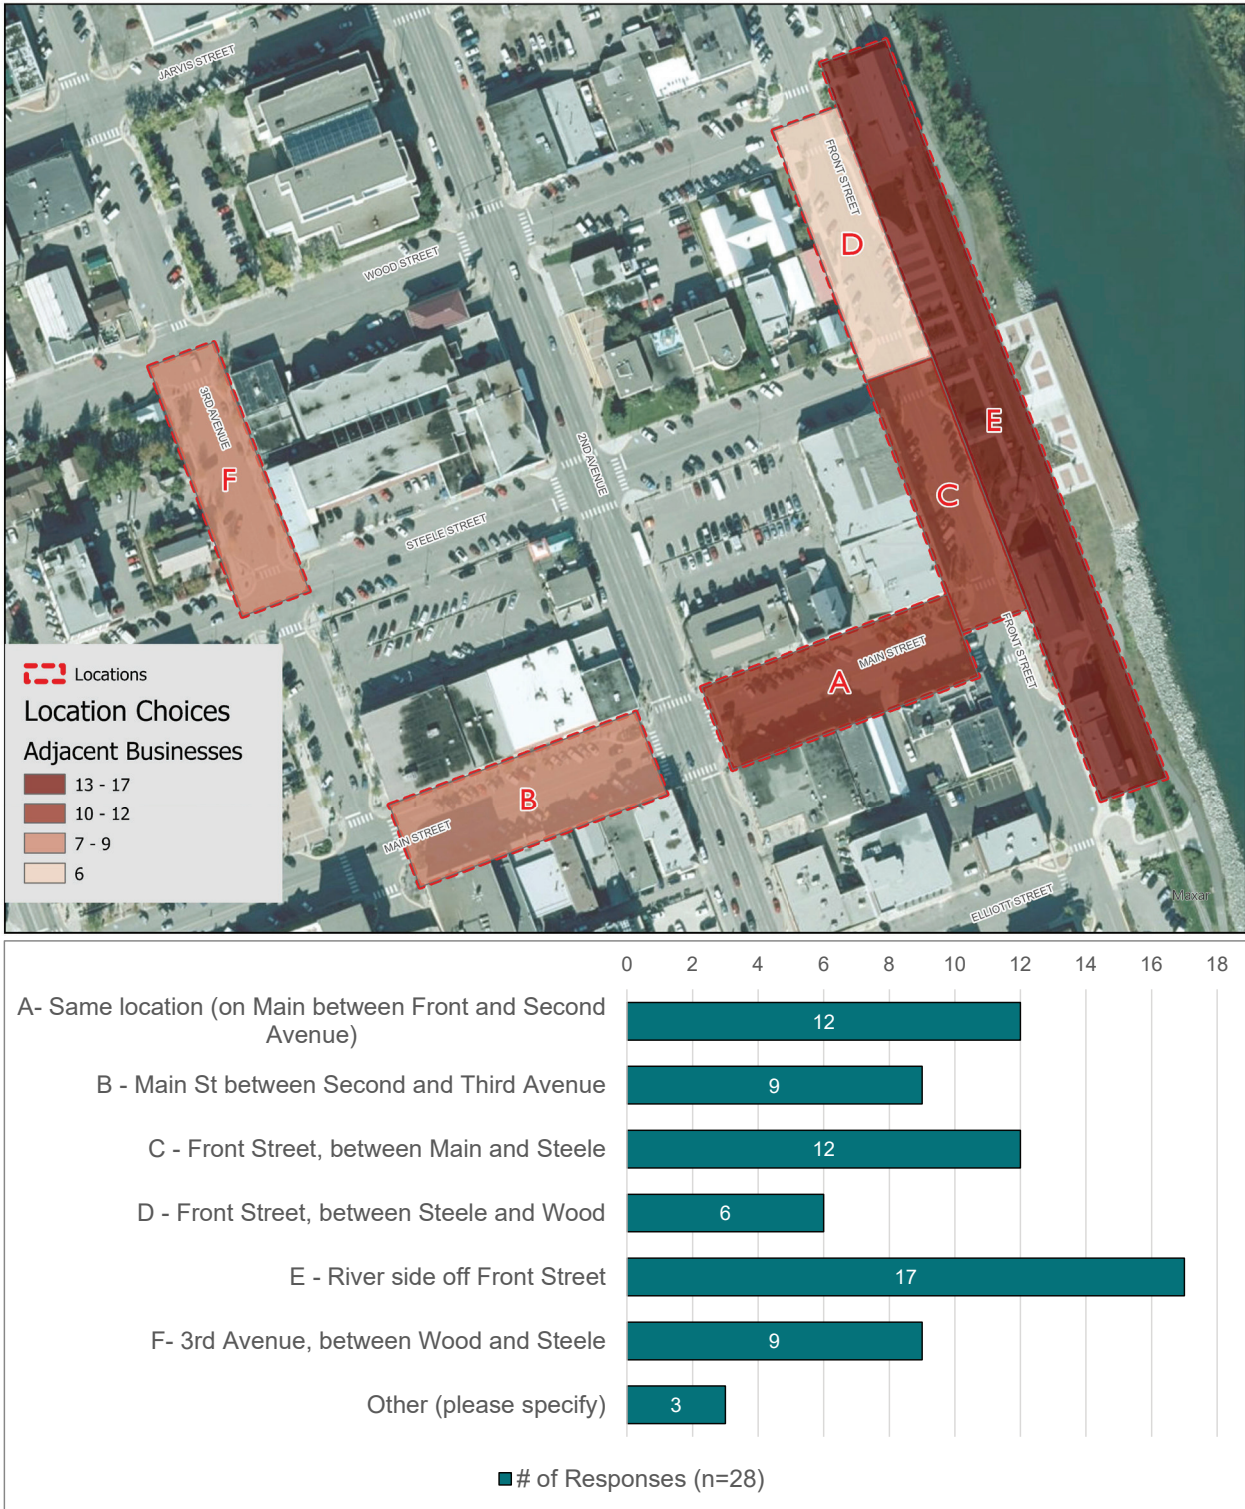 JARVIS STREET
FRONT STREET
D
WOOD STREET
3RD AVENUE
E
2ND AVENUE
F
C
STEELE STREET
FRONT STREET
MAIN STREET
A
Locations
Location Choices
Adjacent Businesses
13 - 17
10 - 12
7 - 9
6
B
MAIN STREET
ELLIOTT STREET
Maxar
0 2 4 6 8 10 12 14 16 18
A- Same location (on Main between Front and Second
Avenue)
12
B - Main St between Second and Third Avenue
9
C - Front Street, between Main and Steele
12
D - Front Street, between Steele and Wood
6
E - River side off Front Street
17
F- 3rd Avenue, between Wood and Steele
9
Other (please specify)
3
# of Responses (n=28)